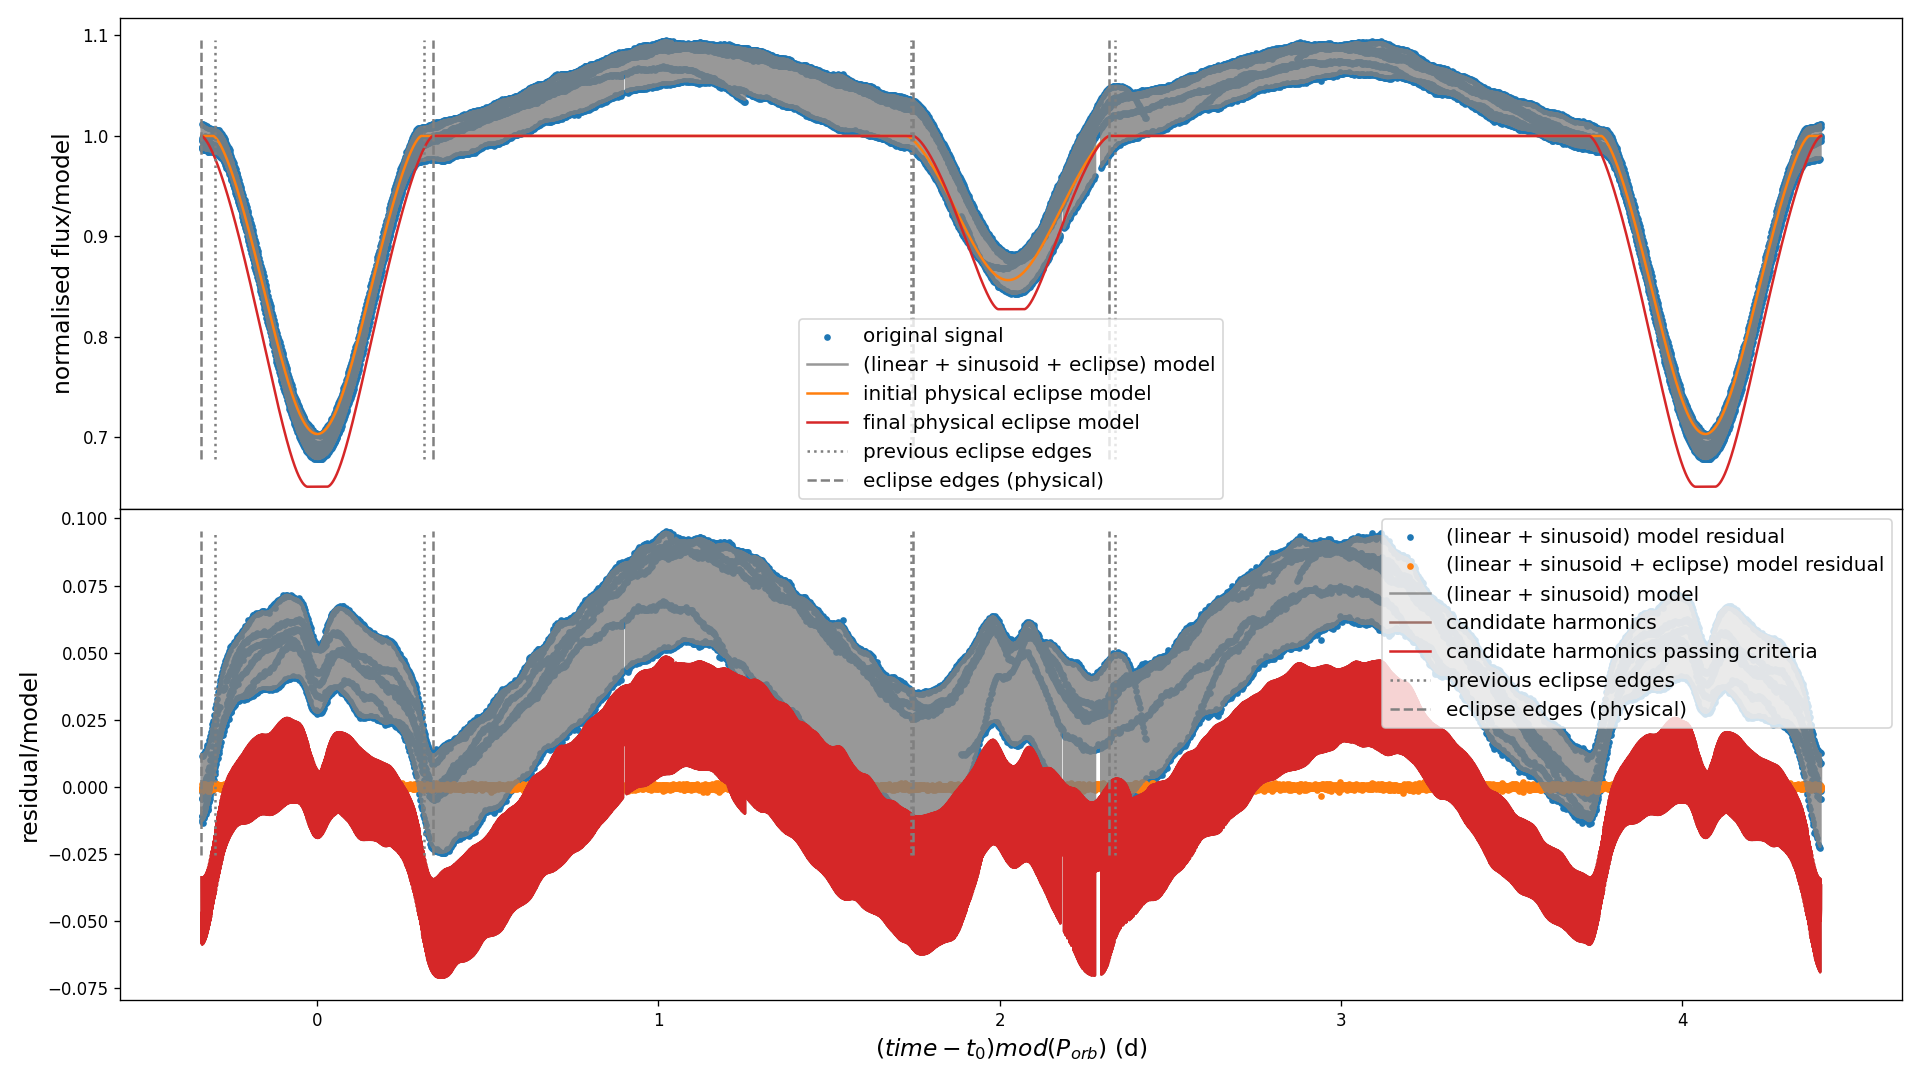 normalised flux/model
1.1
1.0
0.9
0.8
0.7
original signal
(linear + sinusoid + eclipse) model
initial physical eclipse model
final physical eclipse model
previous eclipse edges
eclipse edges (physical)
residual/model
0.100
0.075
0.050
0.025
0.000
−0.025
−0.050
−0.075
(linear + sinusoid) model residual
(linear + sinusoid + eclipse) model residual
(linear + sinusoid) model
candidate harmonics
candidate harmonics passing criteria
previous eclipse edges
eclipse edges (physical)
0 1 2 3 4
(time − t₀)mod(P_orb) (d)